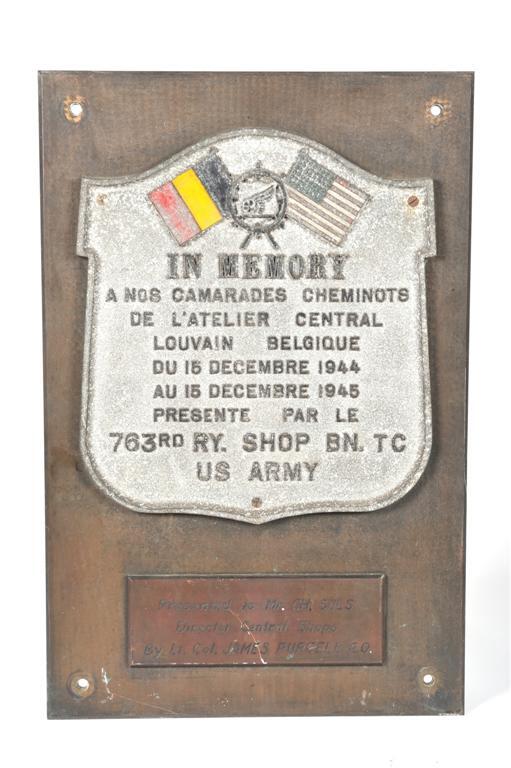 IN MEMORY
A NOS CAMARADES CHEMINOTS
DE L'ATELIER CENTRAL
LOUVAIN BELGIQUE
DU 15 DECEMBRE 1944
AU 15 DECEMBRE 1945
PRESENTE PAR LE
763RD RY. SHOP BN. TC
US ARMY
Presented to Mr. CH. SOLS
Director Central Shops
By Lt. Col. JAMES PURCELL C.O.